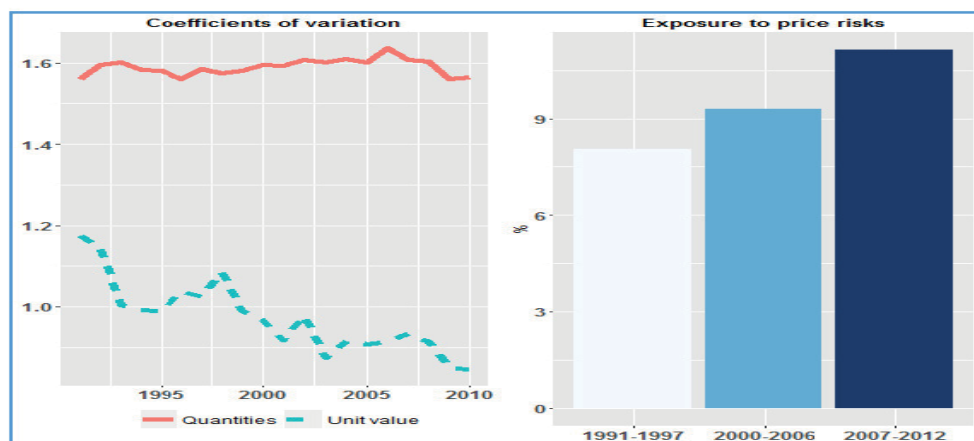 Coefficients of variation
1.6
1.4
1.2
1.0
1995 2000 2005 2010
Quantities Unit value
Exposure to price risks
%
9
6
3
0
1991-1997 2000-2006 2007-2012